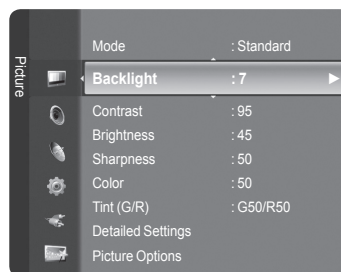 Picture
Mode : Standard
Backlight : 7
Contrast : 95
Brightness : 45
Sharpness : 50
Color : 50
Tint (G/R) : G50/R50
Detailed Settings
Picture Options